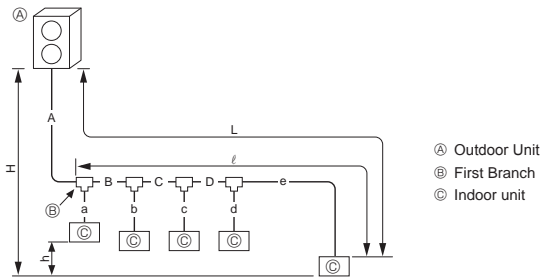 Ⓐ
A
H
L
ℓ
B C D e
Ⓑ a b c d
Ⓒ
Ⓒ Ⓒ Ⓒ
h
Ⓒ
Ⓐ Outdoor Unit
Ⓑ First Branch
Ⓒ Indoor unit